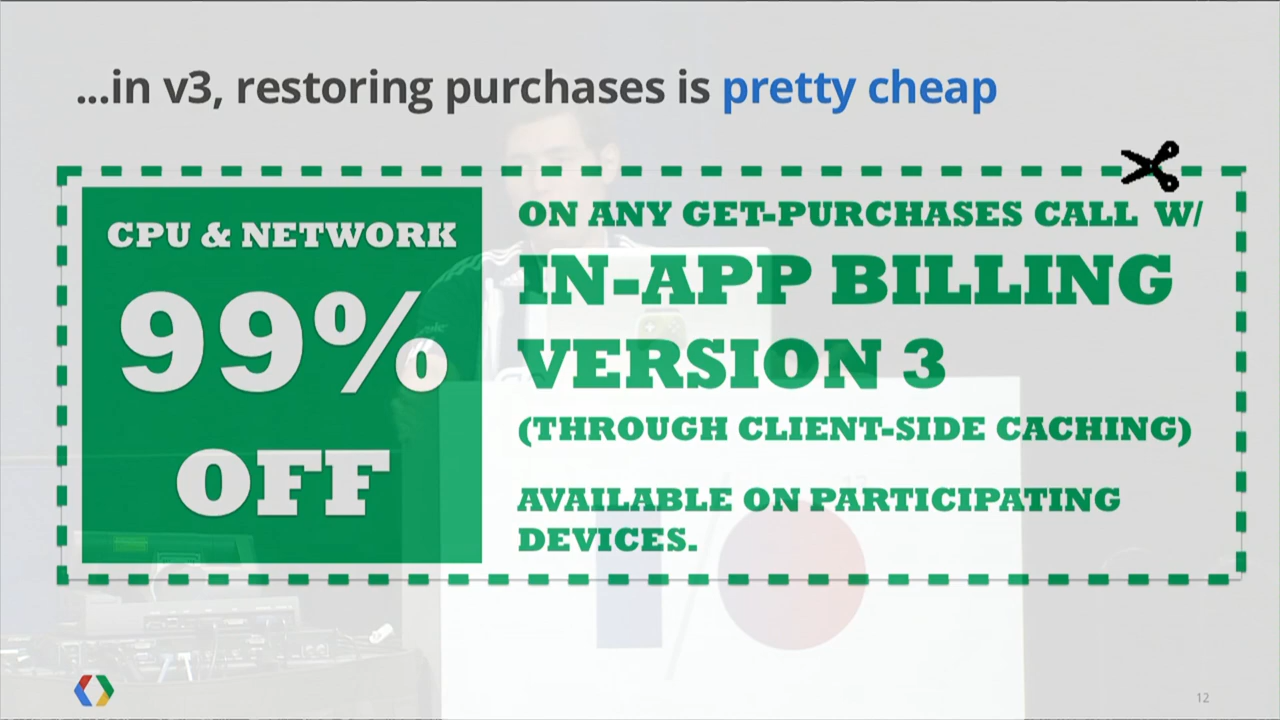 ...in v3, restoring purchases is pretty cheap
CPU & NETWORK
99%
OFF
ON ANY GET-PURCHASES CALL W/
IN-APP BILLING
VERSION 3
(THROUGH CLIENT-SIDE CACHING)
AVAILABLE ON PARTICIPATING
DEVICES.
12